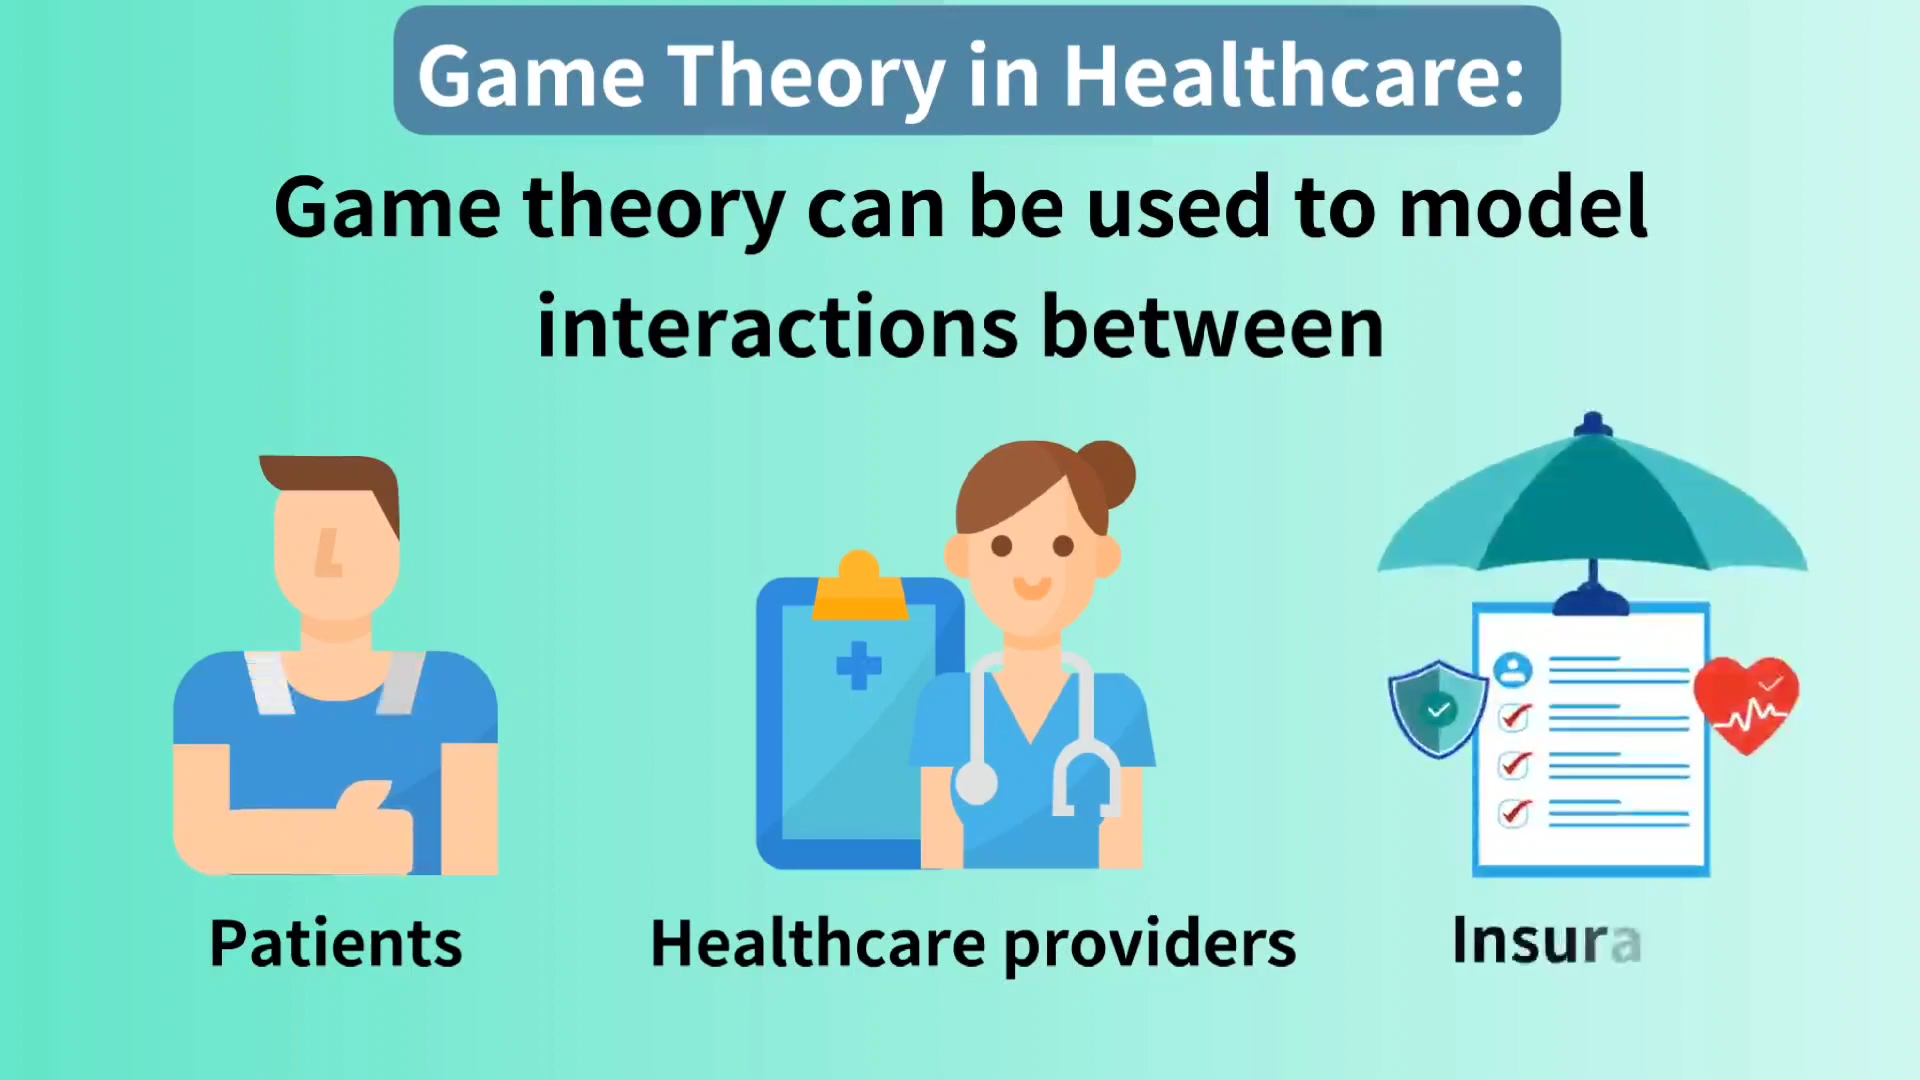 Game Theory in Healthcare:
Game theory can be used to model
interactions between
Patients
Healthcare providers
Insura